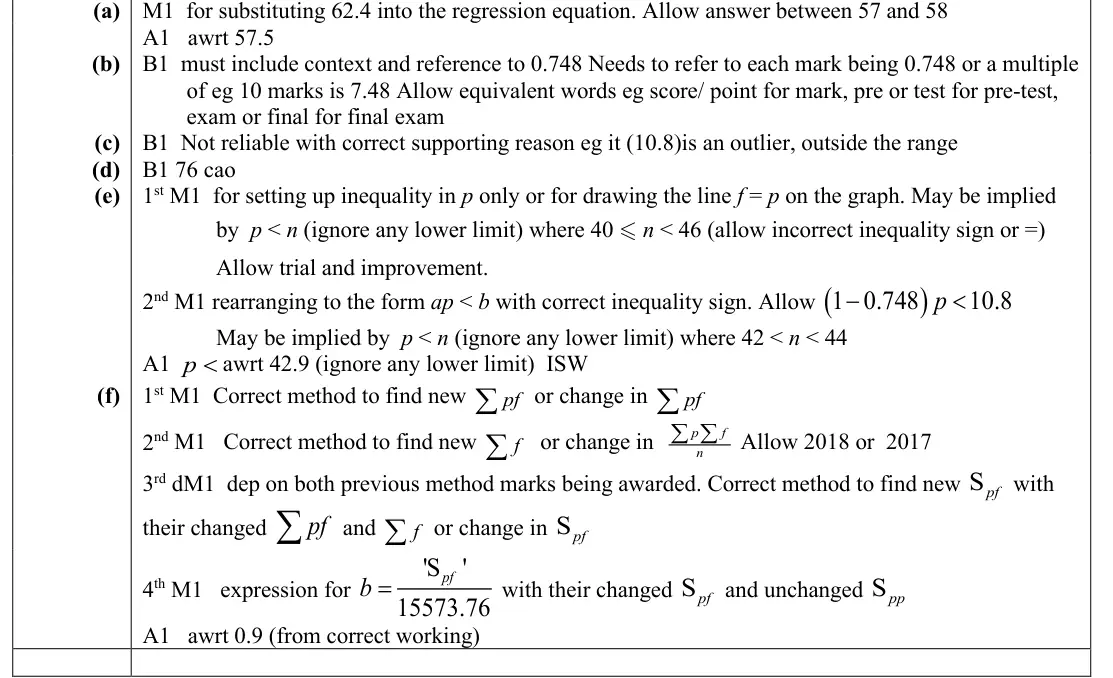 (a) M1 for substituting 62.4 into the regression equation. Allow answer between 57 and 58
A1 awrt 57.5
(b) B1 must include context and reference to 0.748 Needs to refer to each mark being 0.748 or a multiple
of eg 10 marks is 7.48 Allow equivalent words eg score/ point for mark, pre or test for pre-test,
exam or final for final exam
(c) B1 Not reliable with correct supporting reason eg it (10.8)is an outlier, outside the range
(d) B1 76 cao
(e) 1st M1 for setting up inequality in p only or for drawing the line f = p on the graph. May be implied
by p < n (ignore any lower limit) where 40 ⩽ n < 46 (allow incorrect inequality sign or =)
Allow trial and improvement.
2nd M1 rearranging to the form ap < b with correct inequality sign. Allow (1−0.748)p <10.8
May be implied by p < n (ignore any lower limit) where 42 < n < 44
A1 p < awrt 42.9 (ignore any lower limit) ISW
(f) 1st M1 Correct method to find new ∑pf or change in ∑pf
2nd M1 Correct method to find new ∑f or change in ∑p∑f/n Allow 2018 or 2017
3rd dM1 dep on both previous method marks being awarded. Correct method to find new Spf with
their changed ∑pf and ∑f or change in Spf
4th M1 expression for b = 'Spf'/15573.76 with their changed Spf and unchanged Spp
A1 awrt 0.9 (from correct working)